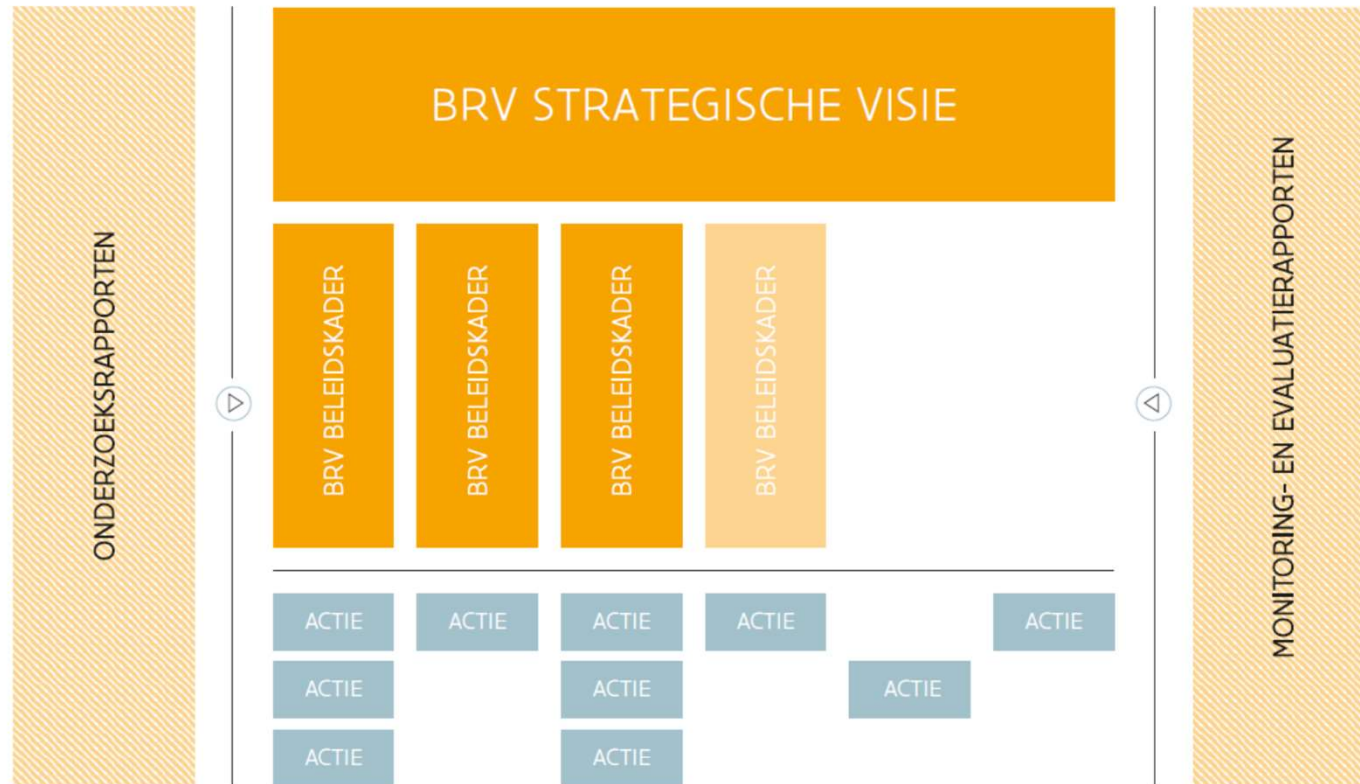 ONDERZOEKSRAPPORTEN
BRV STRATEGISCHE VISIE
BRV BELEIDSKADER
BRV BELEIDSKADER
BRV BELEIDSKADER
BRV BELEIDSKADER
ACTIE
ACTIE
ACTIE
ACTIE
ACTIE
ACTIE
ACTIE
ACTIE
ACTIE
ACTIE
MONITORING- EN EVALUATIERAPPORTEN